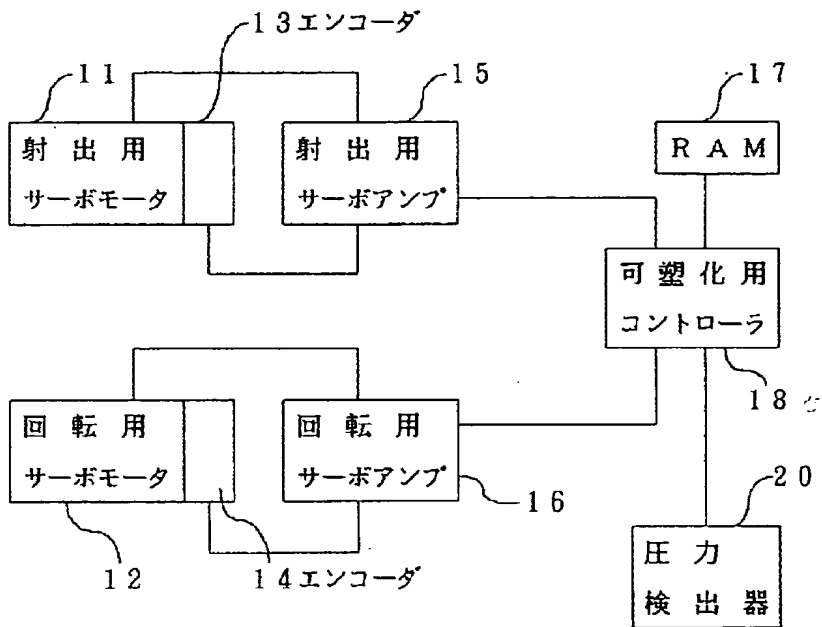 13エンコーダ
11
15
17
射出用
サーボモータ
射出用
サーボアンプ
RAM
可塑化用
コントローラ
18
回転用
サーボモータ
回転用
サーボアンプ
16
20
12
14エンコーダ
圧力
検出器